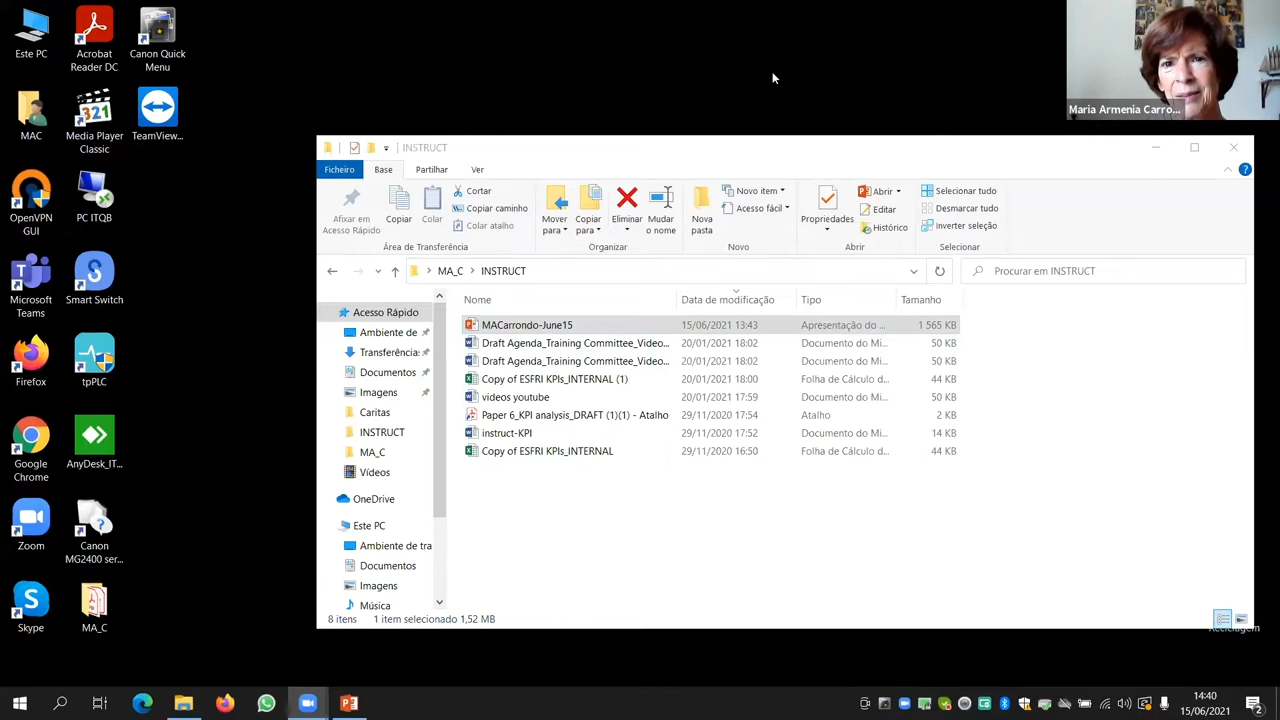 Este PC
Acrobat
Reader DC
Canon Quick
Menu
MAC
Media Player
Classic
TeamView...
OpenVPN
GUI
PC ITQB
Microsoft
Teams
Smart Switch
Firefox
tpPLC
Google
Chrome
AnyDesk_IT...
Zoom
Canon
MG2400 ser...
Skype
MA_C
Maria Armenia Carro...
INSTRUCT
Ficheiro Base Partilhar Ver
Afixar em
Acesso Rápido
Copiar
Colar
Cortar
Copiar caminho
Colar atalho
Área de Transferência
Mover
para
Copiar
para
Eliminar
Mudar
o nome
Organizar
Nova
pasta
Novo item
Acesso fácil
Novo
Propriedades
Abrir
Editar
Histórico
Abrir
Selecionar tudo
Desmarcar tudo
Inverter seleção
Selecionar
MA_C > INSTRUCT
Procurar em INSTRUCT
Acesso Rápido
Ambiente de
Transferência:
Documentos
Imagens
Caritas
INSTRUCT
MA_C
Vídeos
OneDrive
Este PC
Ambiente de tra
Documentos
Imagens
Música
Nome Data de modificação Tipo Tamanho
MACarrondo-June15 15/06/2021 13:43 Apresentação do ... 1 565 KB
Draft Agenda_Training Committee_Video... 20/01/2021 18:02 Documento do Mi... 50 KB
Draft Agenda_Training Committee_Video... 20/01/2021 18:02 Documento do Mi... 50 KB
Copy of ESFRI KPIs_INTERNAL (1) 20/01/2021 18:00 Folha de Cálculo d... 44 KB
videos youtube 20/01/2021 17:59 Documento do Mi... 50 KB
Paper 6_KPI analysis_DRAFT (1)(1) - Atalho 29/11/2020 17:54 Atalho 2 KB
instruct-KPI 29/11/2020 17:52 Documento do Mi... 14 KB
Copy of ESFRI KPIs_INTERNAL 29/11/2020 16:50 Folha de Cálculo d... 44 KB
8 itens 1 item selecionado 1,52 MB
Reciclagem
14:40
15/06/2021
2